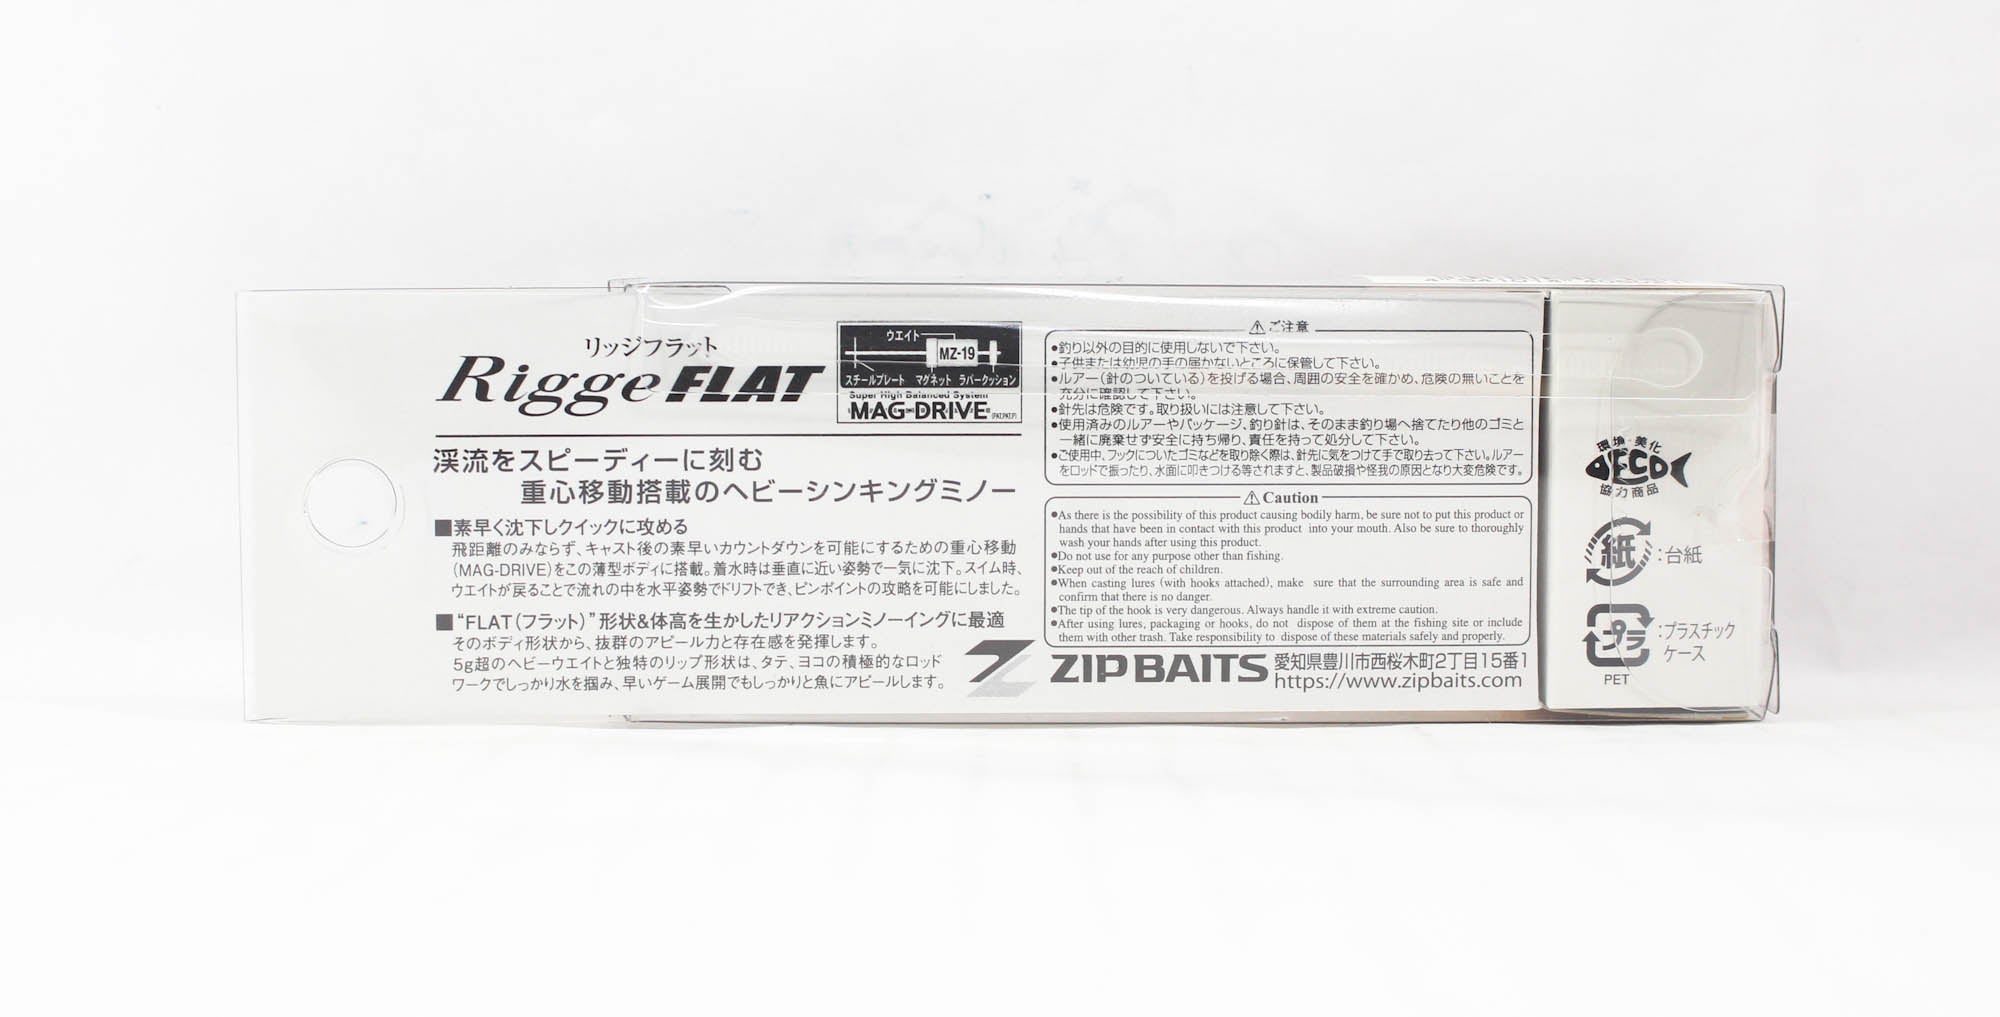 リッジフラット
Rigge FLAT
ウエイト
MZ-19
スチールプレート マグネット ラバークッション
Super High Balanced System
MAG-DRIVE
渓流をスピーディーに刻む
重心移動搭載のヘビーシンキングミノー
■素早く沈下しクイックに攻める
飛距離のみならず、キャスト後の素早いカウントダウンを可能にするための重心移動
(MAG-DRIVE)をこの薄型ボディに搭載。着水時は垂直に近い姿勢で一気に沈下。スイム時、
ウエイトが戻ることで流れの中を水平姿勢でドリフトでき、ピンポイントの攻略を可能にしました。
■“FLAT(フラット)”形状&体高を生かしたリアクションミノーイングに最適
そのボディ形状から、抜群のアピール力と存在感を発揮します。
5g超のヘビーウエイトと独特のリップ形状は、タテ、ヨコの積極的なロッド
ワークでしっかり水を掴み、早いゲーム展開でもしっかりと魚にアピールします。
⚠ご注意
●釣り以外の目的に使用しないで下さい。
●子供または幼児の手の届かないところに保管して下さい。
●ルアー(針のついている)を投げる場合、周囲の安全を確かめ、危険の無いことを
充分に確認して下さい。
●針先は危険です。取り扱いには注意して下さい。
●使用済みのルアーやパッケージ、釣り針は、そのまま釣り場へ捨てたり他のゴミと
一緒に廃棄せず安全に持ち帰り、責任を持って処分して下さい。
●ご使用中、フックについたゴミなどを取り除く際は、針先に気をつけて手で取り去って下さい。ルアー
をロッドで振ったり、水面に叩きつける等されますと、製品破損や怪我の原因となり大変危険です。
⚠Caution
●As there is the possibility of this product causing bodily harm, be sure not to put this product or
hands that have been in contact with this product into your mouth. Also be sure to thoroughly
wash your hands after using this product.
●Do not use for any purpose other than fishing.
●Keep out of the reach of children.
●When casting lures (with hooks attached), make sure that the surrounding area is safe and
confirm that there is no danger.
●The tip of the hook is very dangerous. Always handle it with extreme caution.
●After using lures, packaging or hooks, do not dispose of them at the fishing site or include
them with other trash. Take responsibility to dispose of these materials safely and properly.
ZIPBAITS
愛知県豊川市西桜木町2丁目15番1
https://www.zipbaits.com
環境・美化
ECO
協力商品
紙:台紙
プラ:プラスチック
ケース
PET